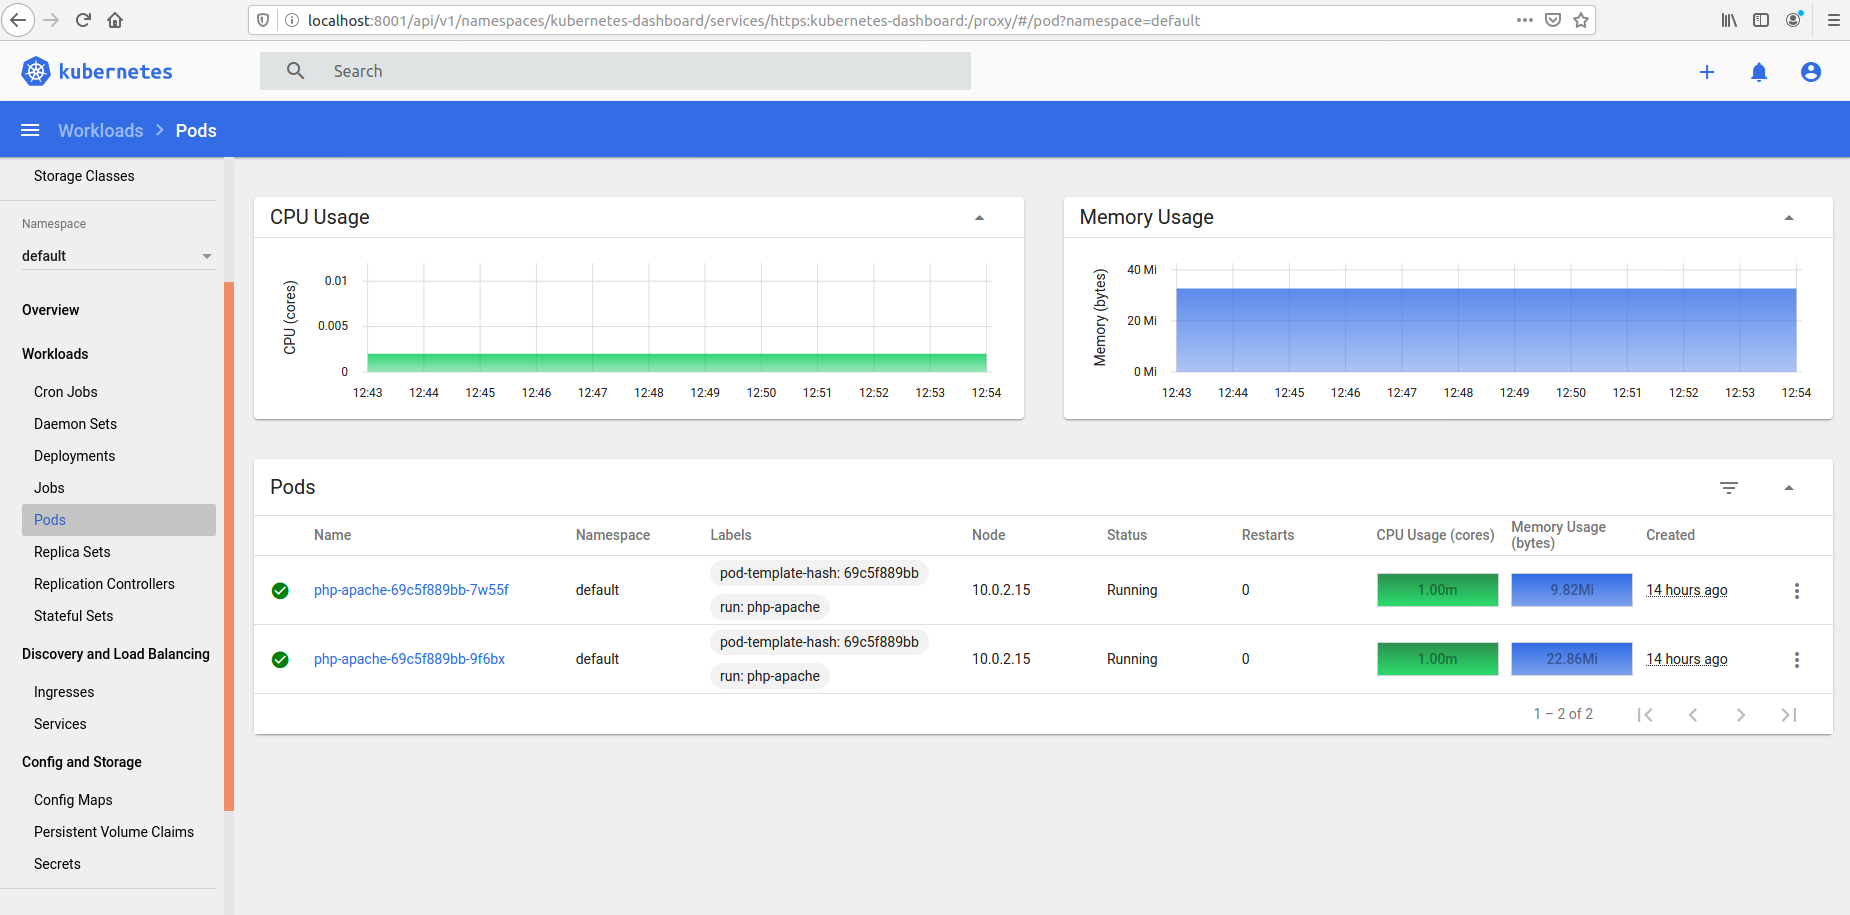 localhost:8001/api/v1/namespaces/kubernetes-dashboard/services/https:kubernetes-dashboard:/proxy/#/pod?namespace=default
kubernetes
Search
Workloads > Pods
Storage Classes
Namespace
default
Overview
Workloads
Cron Jobs
Daemon Sets
Deployments
Jobs
Pods
Replica Sets
Replication Controllers
Stateful Sets
Discovery and Load Balancing
Ingresses
Services
Config and Storage
Config Maps
Persistent Volume Claims
Secrets
CPU Usage
CPU (cores)
0.01
0.005
0
12:43 12:44 12:45 12:46 12:47 12:48 12:49 12:50 12:51 12:52 12:53 12:54
Memory Usage
Memory (bytes)
40 Mi
20 Mi
0 Mi
12:43 12:44 12:45 12:46 12:47 12:48 12:49 12:50 12:51 12:52 12:53 12:54
Pods
Name Namespace Labels Node Status Restarts CPU Usage (cores) Memory Usage (bytes) Created
pod-template-hash: 69c5f889bb
php-apache-69c5f889bb-7w55f default 10.0.2.15 Running 0 1.00m 9.82Mi 14 hours ago
run: php-apache
pod-template-hash: 69c5f889bb
php-apache-69c5f889bb-9f6bx default 10.0.2.15 Running 0 1.00m 22.86Mi 14 hours ago
run: php-apache
1 – 2 of 2